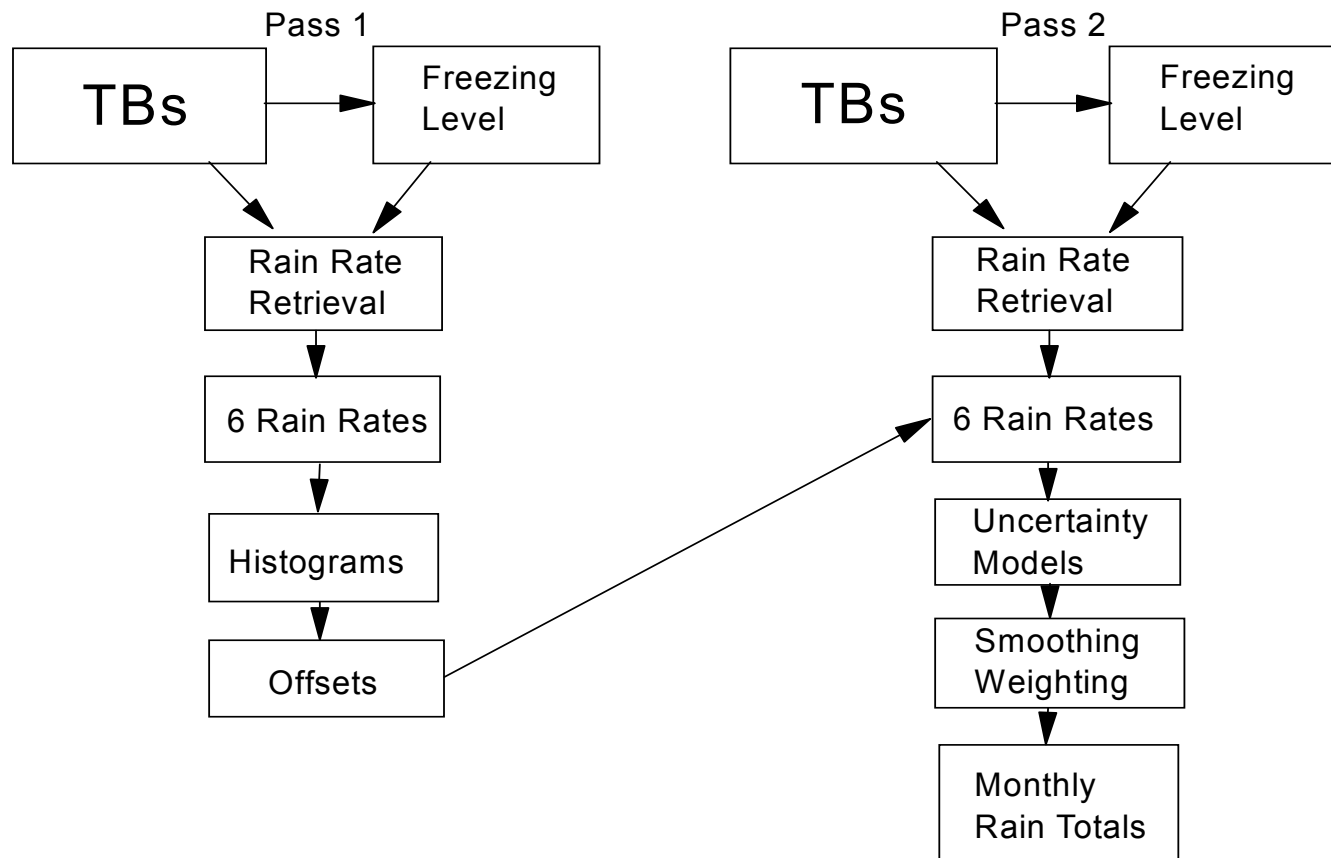 Pass 1
TBs
Freezing
Level
Rain Rate
Retrieval
6 Rain Rates
Histograms
Offsets
Pass 2
TBs
Freezing
Level
Rain Rate
Retrieval
6 Rain Rates
Uncertainty
Models
Smoothing
Weighting
Monthly
Rain Totals